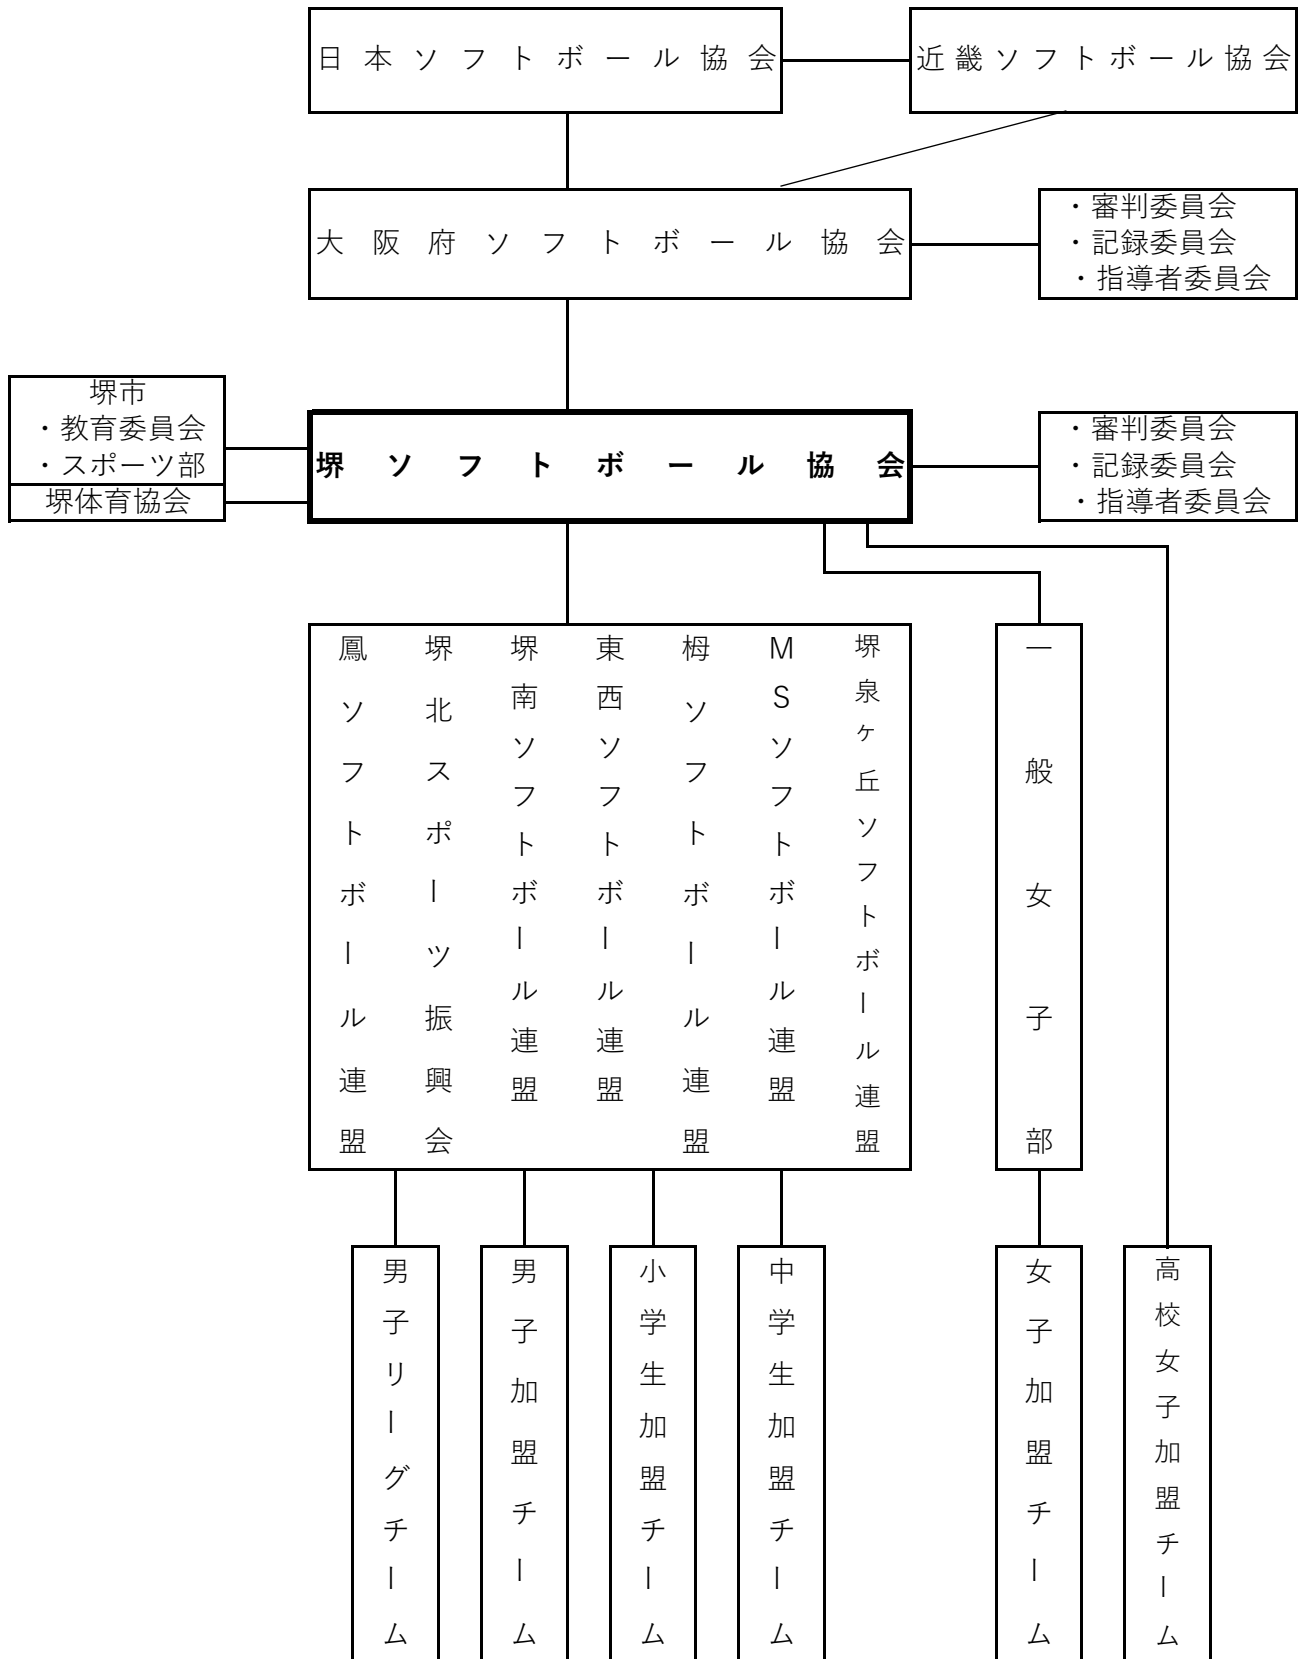 日本ソフトボール協会
近畿ソフトボール協会
大阪府ソフトボール協会
・審判委員会
・記録委員会
・指導者委員会
堺市
・教育委員会
・スポーツ部
堺体育協会
堺ソフトボール協会
・審判委員会
・記録委員会
・指導者委員会
鳳ソフトボール連盟
堺北スポーツ振興会
堺南ソフトボール連盟
東西ソフトボール連盟
栂ソフトボール連盟
MSソフトボール連盟
堺泉ヶ丘ソフトボール連盟
一般女子部
男子リーグチーム
男子加盟チーム
小学生加盟チーム
中学生加盟チーム
女子加盟チーム
高校女子加盟チーム